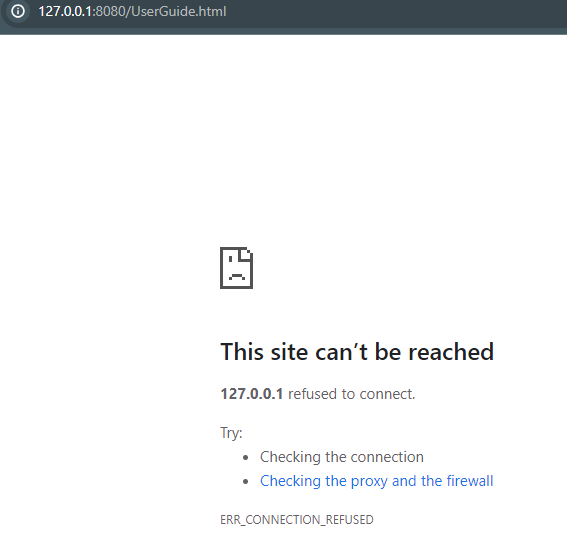 127.0.0.1:8080/UserGuide.html
This site can’t be reached
127.0.0.1 refused to connect.
Try:
• Checking the connection
• Checking the proxy and the firewall
ERR_CONNECTION_REFUSED